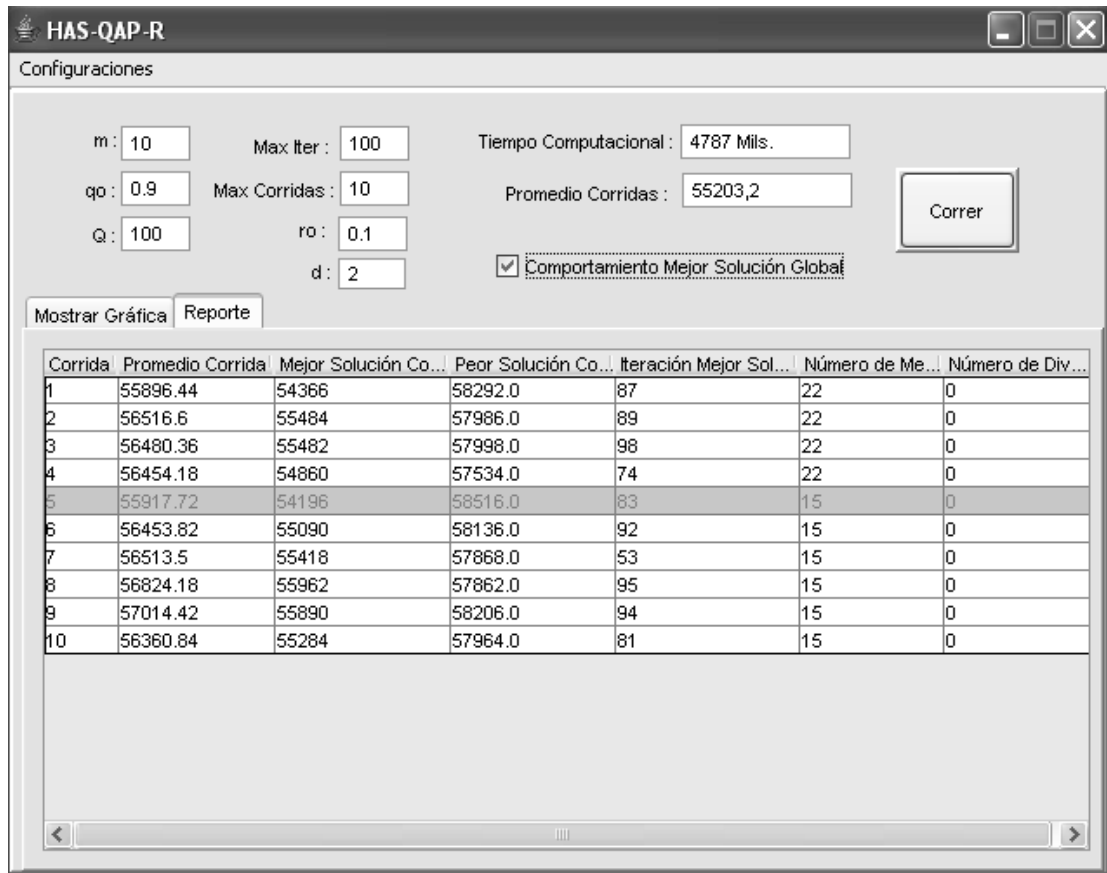 HAS-QAP-R
Configuraciones
m : 10 Max Iter : 100 Tiempo Computacional : 4787 Mils.
qo : 0.9 Max Corridas : 10 Promedio Corridas : 55203,2
Correr
Q : 100 ro : 0.1
d : 2 Comportamiento Mejor Solución Global
Mostrar Gráfica Reporte
Corrida Promedio Corrida Mejor Solución Co... Peor Solución Co... Iteración Mejor Sol... Número de Me... Número de Div...
1 55896.44 54366 58292.0 87 22 0
2 56516.6 55484 57986.0 89 22 0
3 56480.36 55482 57998.0 98 22 0
4 56454.18 54860 57534.0 74 22 0
5 55917.72 54196 58516.0 83 15 0
6 56453.82 55090 58136.0 92 15 0
7 56513.5 55418 57868.0 53 15 0
8 56824.18 55962 57862.0 95 15 0
9 57014.42 55890 58206.0 94 15 0
10 56360.84 55284 57964.0 81 15 0